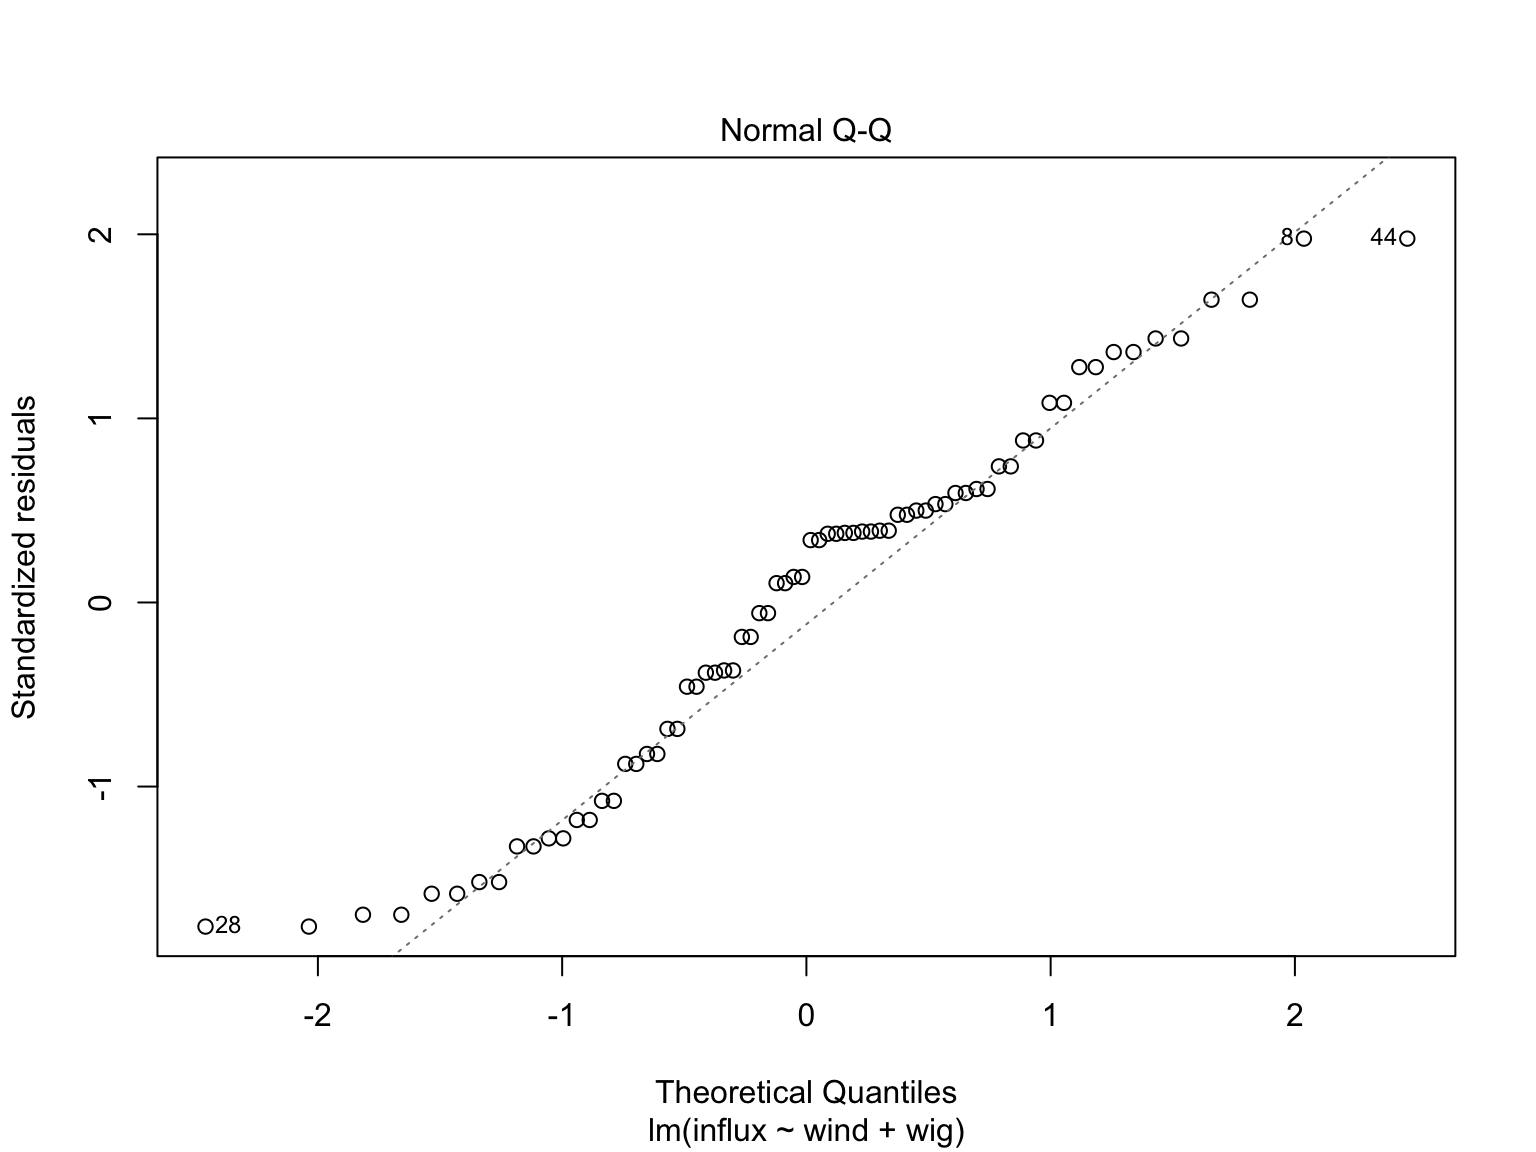 Normal Q-Q
Standardized residuals
2
1
0
-1
8
44
28
-2 -1 0 1 2
Theoretical Quantiles
lm(influx ~ wind + wig)